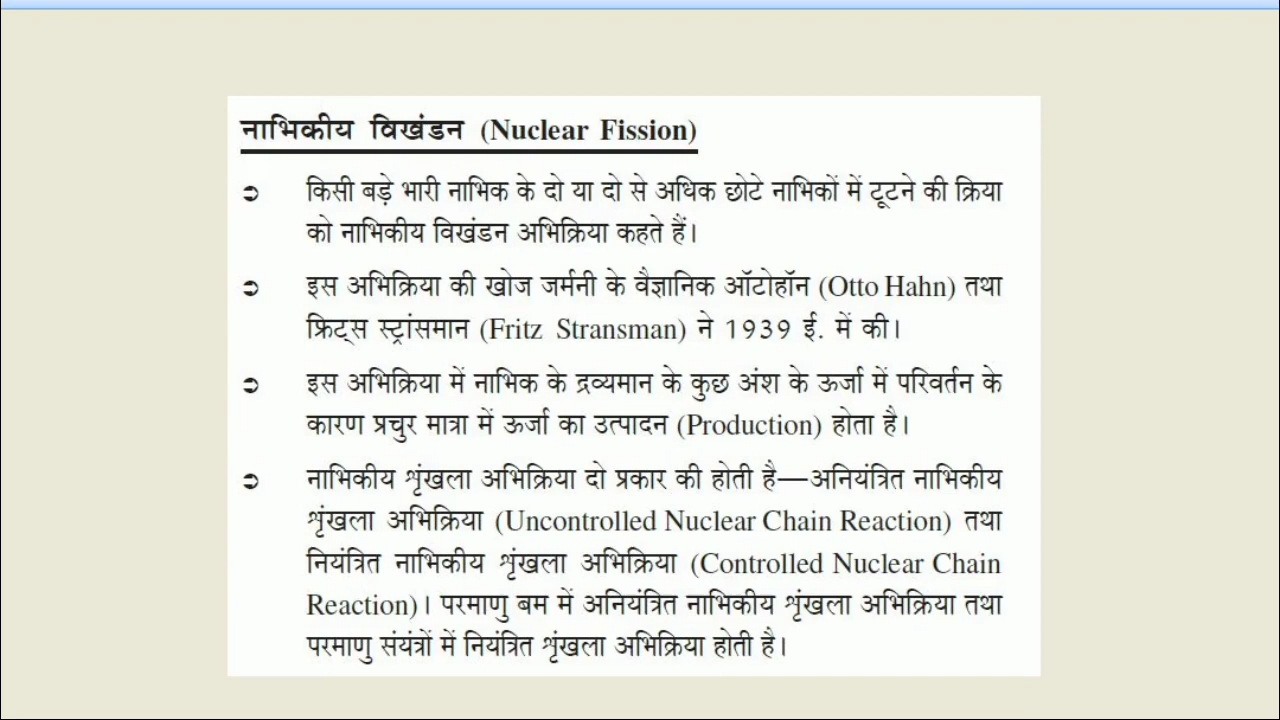 नाभिकीय विखंडन (Nuclear Fission)
➲ किसी बड़े भारी नाभिक के दो या दो से अधिक छोटे नाभिकों में टूटने की क्रिया
को नाभिकीय विखंडन अभिक्रिया कहते हैं।
➲ इस अभिक्रिया की खोज जर्मनी के वैज्ञानिक ऑटोहॉन (Otto Hahn) तथा
फ्रिट्स स्ट्रांसमान (Fritz Stransman) ने 1939 ई. में की।
➲ इस अभिक्रिया में नाभिक के द्रव्यमान के कुछ अंश के ऊर्जा में परिवर्तन के
कारण प्रचुर मात्रा में ऊर्जा का उत्पादन (Production) होता है।
➲ नाभिकीय शृंखला अभिक्रिया दो प्रकार की होती है—अनियंत्रित नाभिकीय
शृंखला अभिक्रिया (Uncontrolled Nuclear Chain Reaction) तथा
नियंत्रित नाभिकीय शृंखला अभिक्रिया (Controlled Nuclear Chain
Reaction)। परमाणु बम में अनियंत्रित नाभिकीय शृंखला अभिक्रिया तथा
परमाणु संयंत्रों में नियंत्रित शृंखला अभिक्रिया होती है।